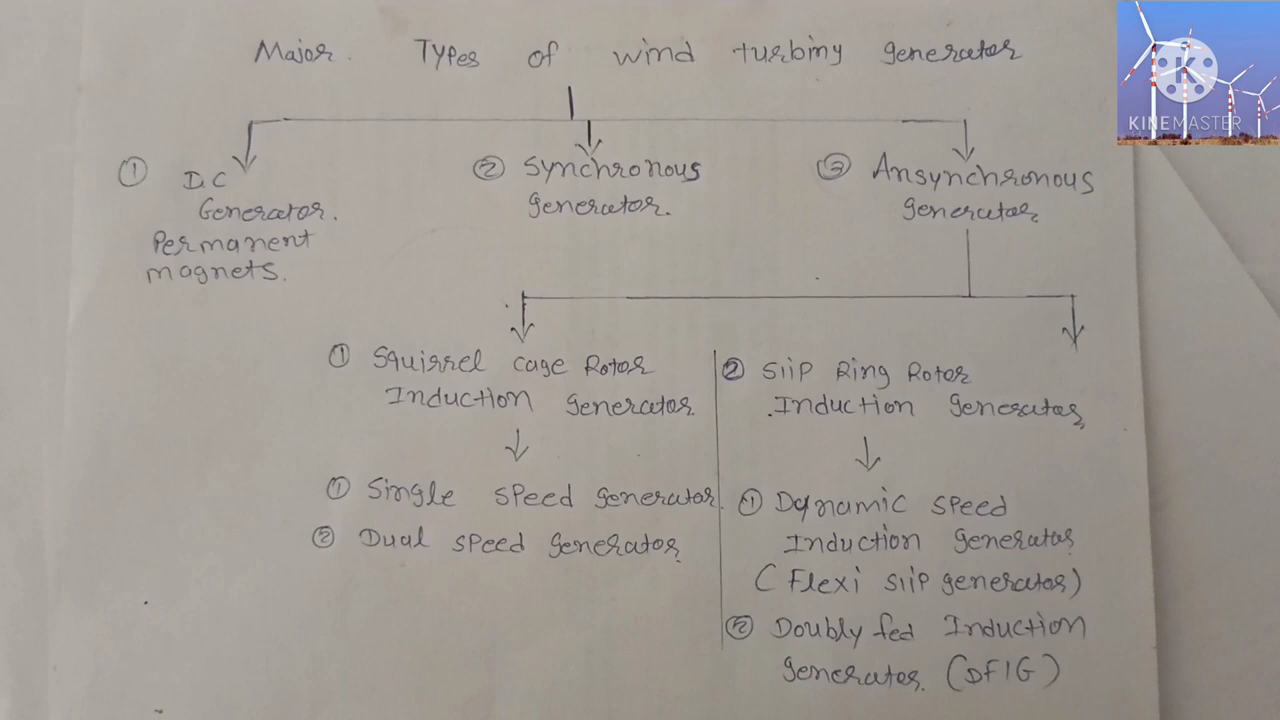 Major. Types of wind turbiny generator
① D.C
Generator.
Permanent
magnets.
② Synchronous
generator.
③ Ansynchronous
generator
① Squirrel cage Rotor
Induction generator
① Single speed generator
② Dual speed generator
② Slip Ring Rotor
Induction generator
① Dynamic speed
Induction generator
(Flexi slip generator)
② Doubly fed Induction
generator. (DFIG)
K
KINEMASTER